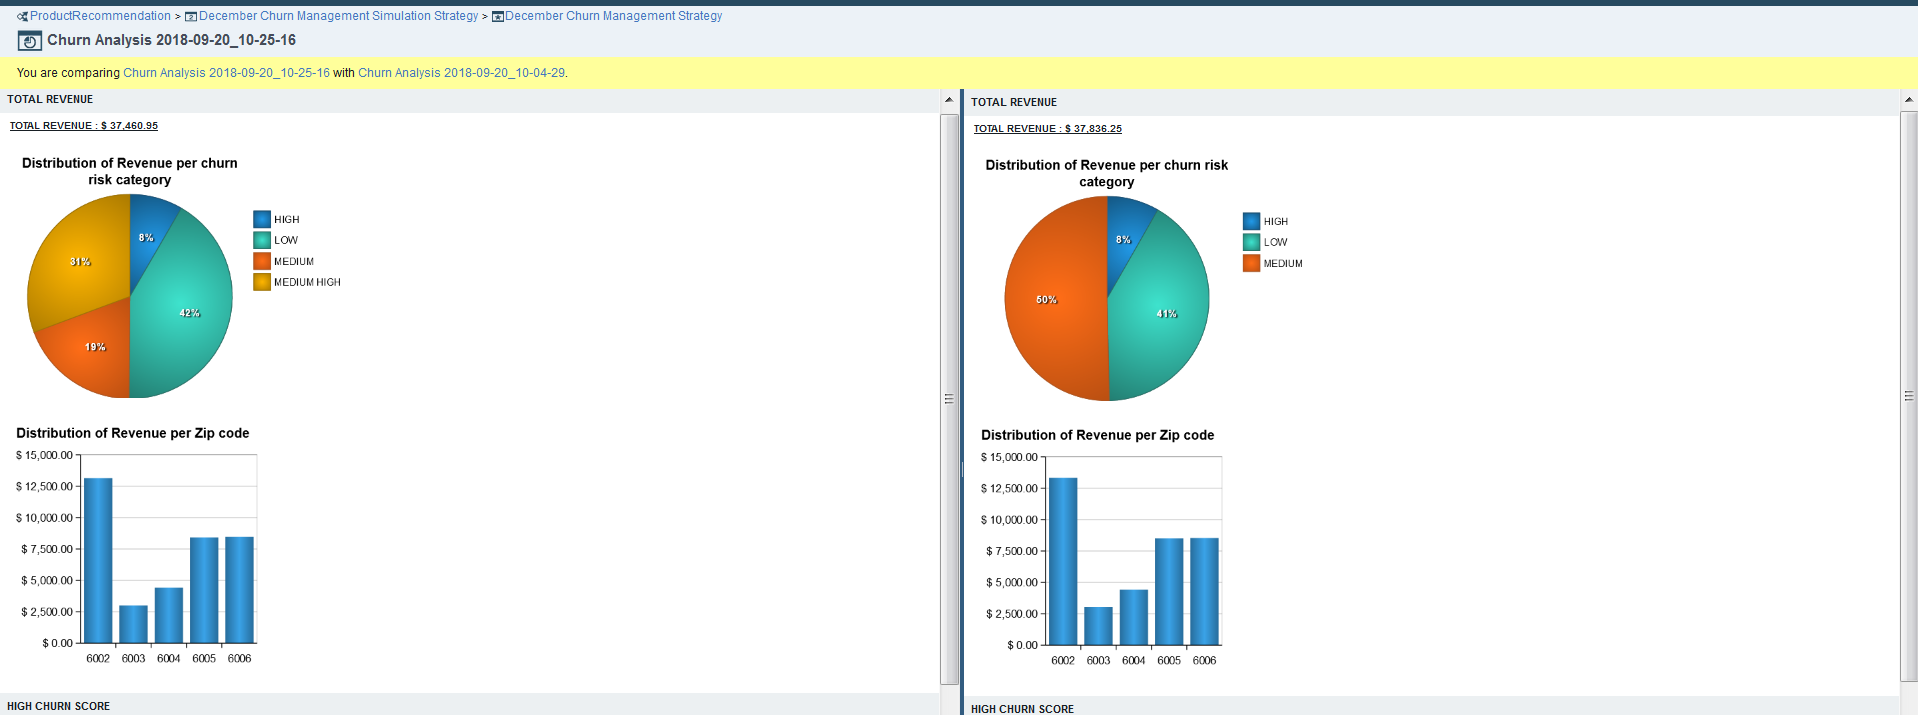 ProductRecommendation > December Churn Management Simulation Strategy > December Churn Management Strategy
Churn Analysis 2018-09-20_10-25-16
You are comparing Churn Analysis 2018-09-20_10-25-16 with Churn Analysis 2018-09-20_10-04-29.
TOTAL REVENUE
TOTAL REVENUE : $ 37,460.95
Distribution of Revenue per churn
risk category
8%
31%
42%
19%
HIGH
LOW
MEDIUM
MEDIUM HIGH
Distribution of Revenue per Zip code
$ 15,000.00
$ 12,500.00
$ 10,000.00
$ 7,500.00
$ 5,000.00
$ 2,500.00
$ 0.00
6002 6003 6004 6005 6006
HIGH CHURN SCORE
TOTAL REVENUE
TOTAL REVENUE : $ 37,836.25
Distribution of Revenue per churn risk
category
8%
50%
41%
HIGH
LOW
MEDIUM
Distribution of Revenue per Zip code
$ 15,000.00
$ 12,500.00
$ 10,000.00
$ 7,500.00
$ 5,000.00
$ 2,500.00
$ 0.00
6002 6003 6004 6005 6006
HIGH CHURN SCORE